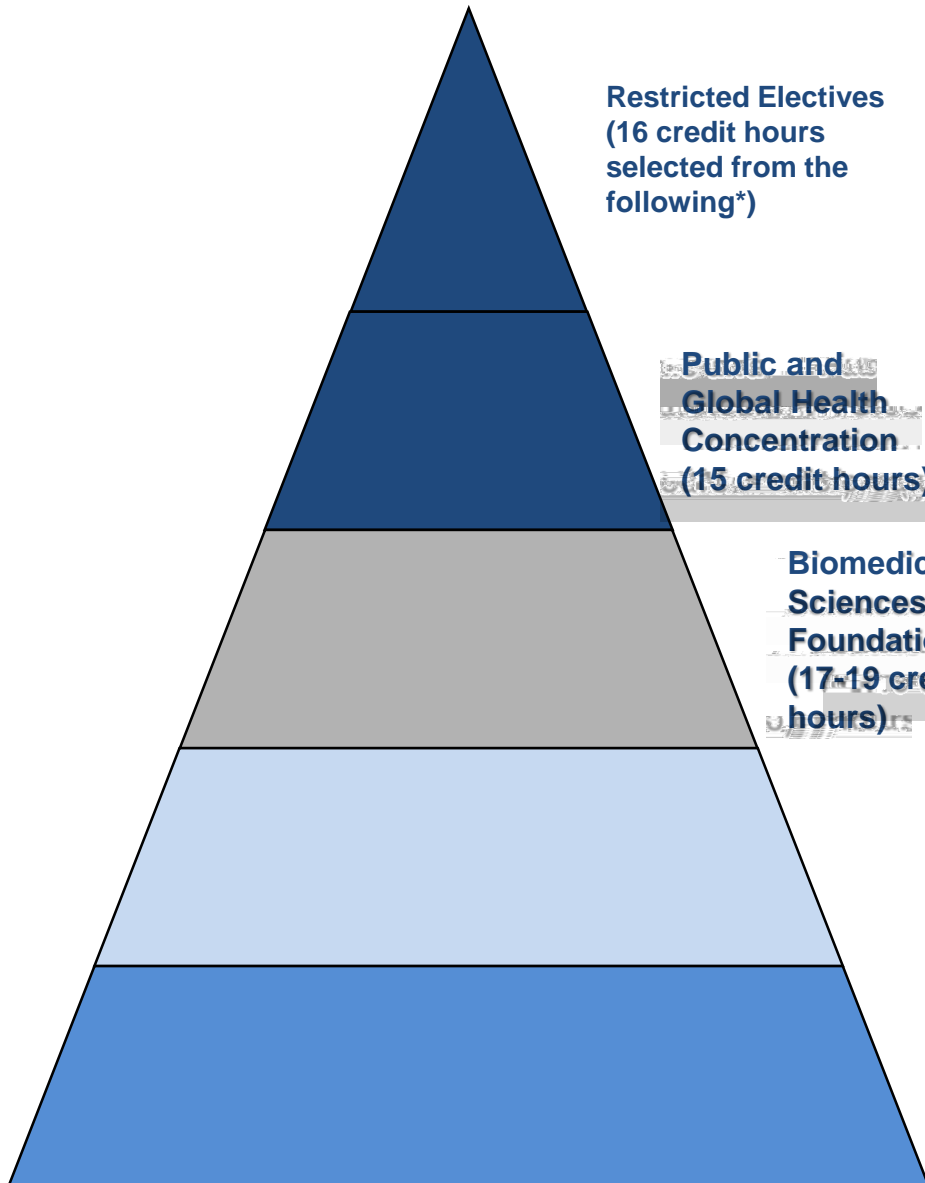 Restricted Electives
(16 credit hours
selected from the
following*)
Public and
Global Health
Concentration
(15 credit hours)
Biomedic
Sciences
Foundatio
(17-19 cre
hours)